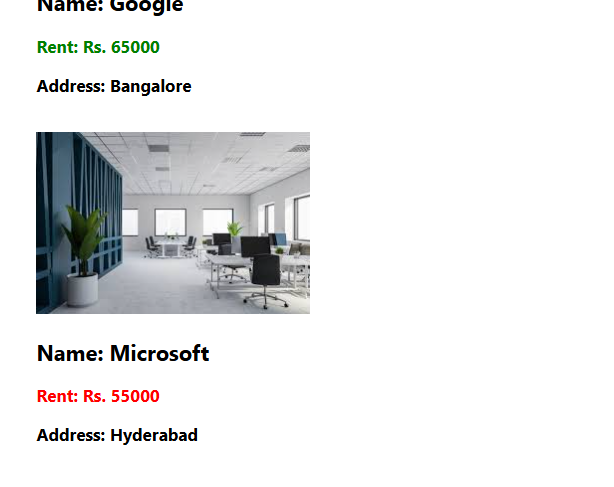 Name: Google
Rent: Rs. 65000
Address: Bangalore
Name: Microsoft
Rent: Rs. 55000
Address: Hyderabad